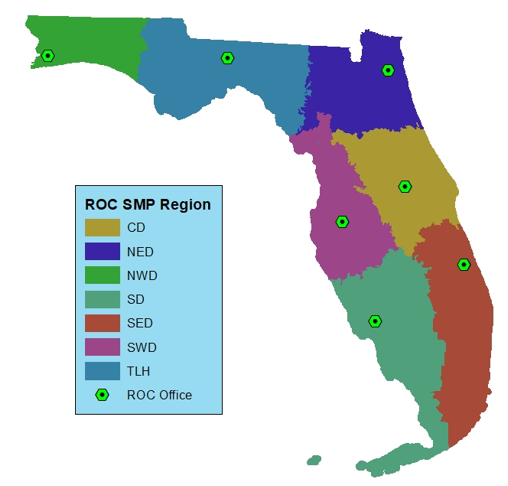 ROC SMP Region
CD
NED
NWD
SD
SED
SWD
TLH
ROC Office